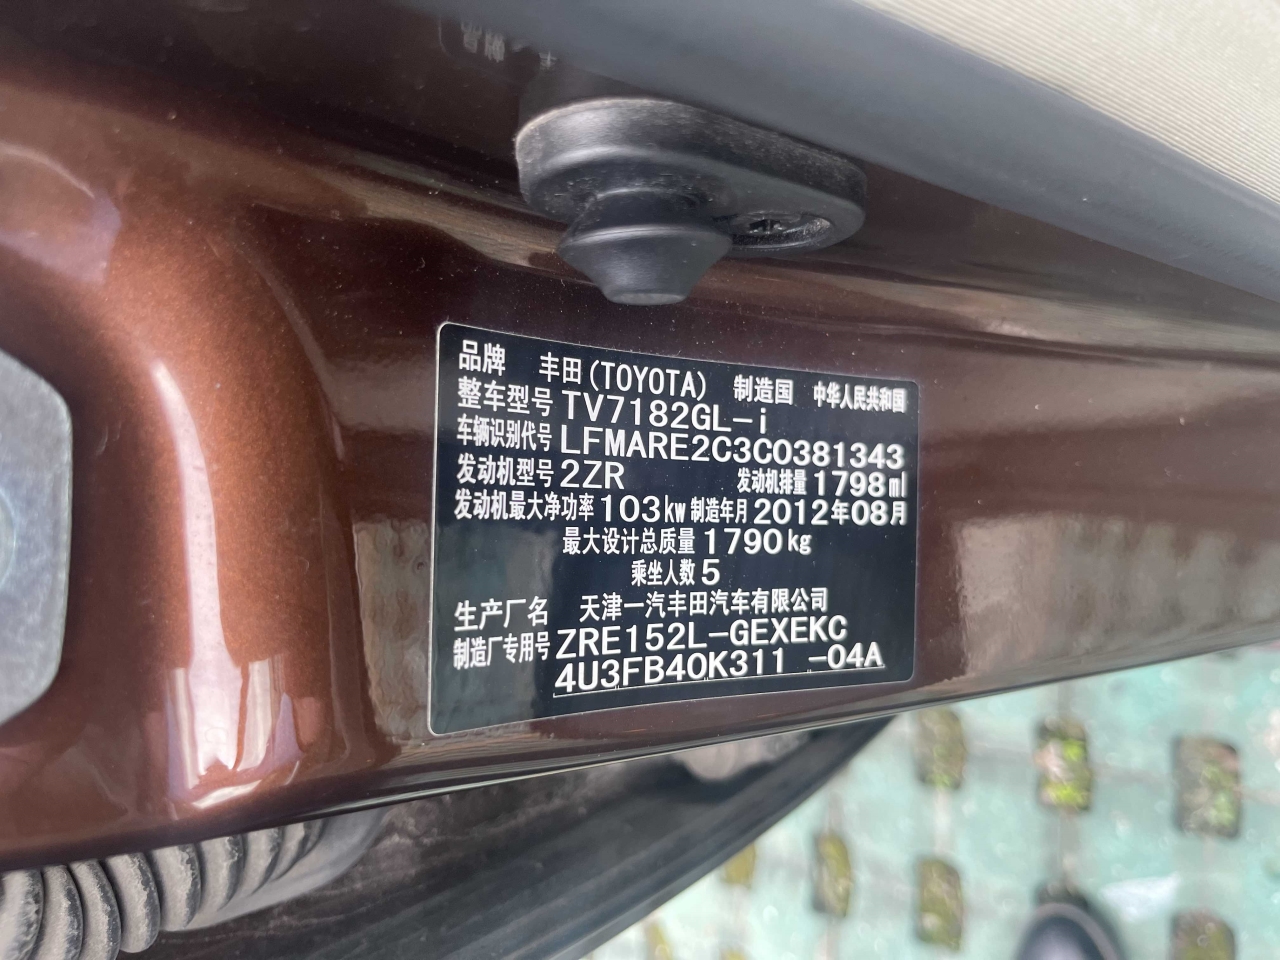 品牌 丰田(TOYOTA) 制造国 中华人民共和国
整车型号 TV7182GL-i
车辆识别代号 LFMARE2C3C0381343
发动机型号 2ZR 发动机排量 1798ml
发动机最大净功率 103kw 制造年月 2012年08月
最大设计总质量 1790kg
乘坐人数 5
生产厂名 天津一汽丰田汽车有限公司
制造厂专用号 ZRE152L-GEXEKC
4U3FB40K311 -04A